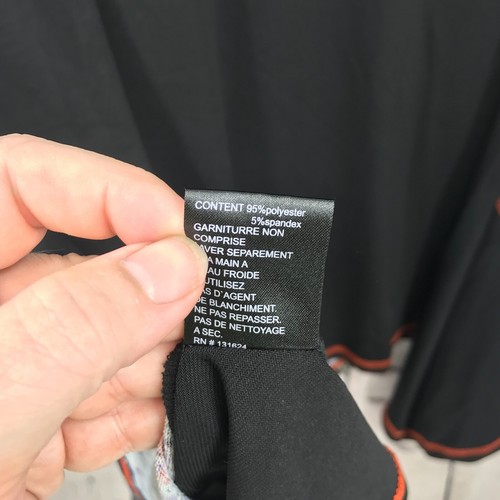 CONTENT 95%polyester
5%spandex
GARNITURRE NON
COMPRISE
AVER SEPAREMENT
A MAIN A
AU FROIDE
UTILISEZ
AS D'AGENT
DE BLANCHIMENT.
NE PAS REPASSER.
PAS DE NETTOYAGE
A SEC.
RN # 131624